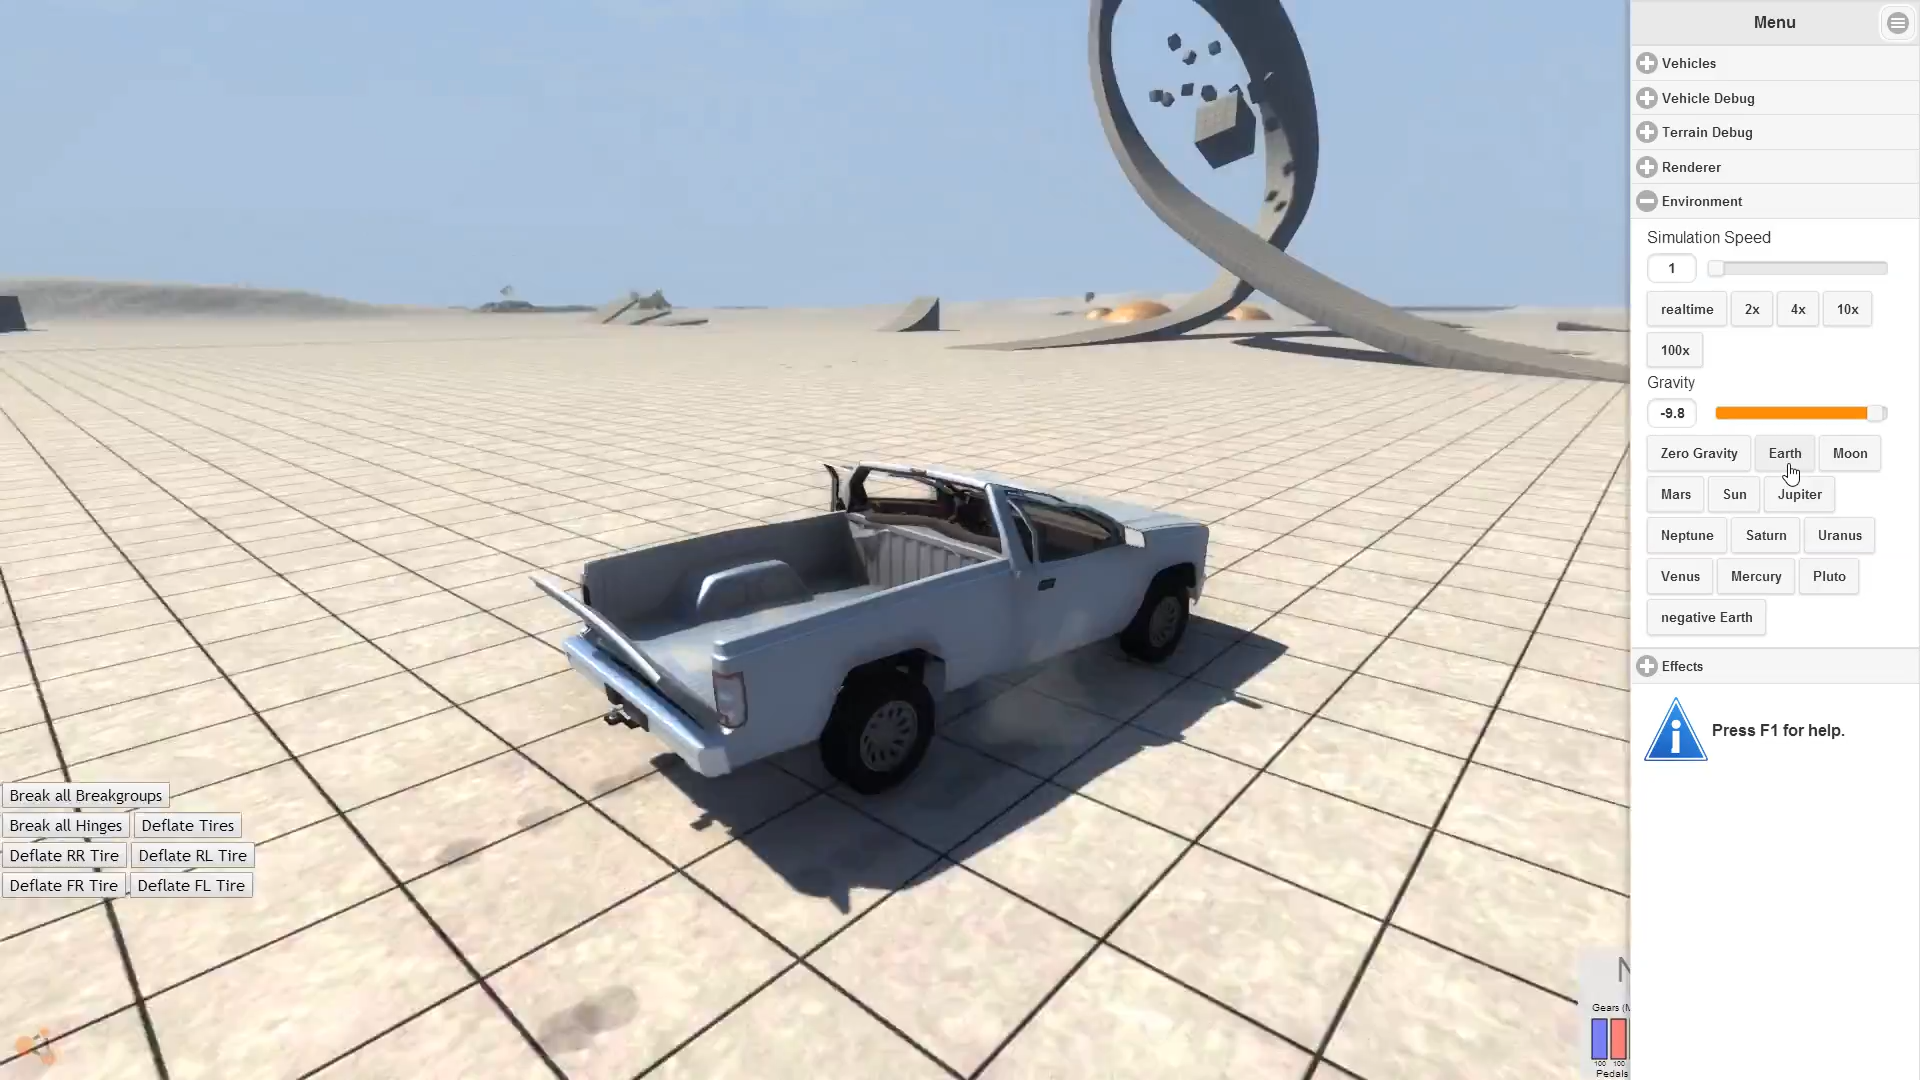 Menu
Vehicles
Vehicle Debug
Terrain Debug
Renderer
Environment
Simulation Speed
1
realtime 2x 4x 10x
100x
Gravity
-9.8
Zero Gravity Earth Moon
Mars Sun Jupiter
Neptune Saturn Uranus
Venus Mercury Pluto
negative Earth
Effects
Press F1 for help.
Break all Breakgroups
Break all Hinges Deflate Tires
Deflate RR Tire Deflate RL Tire
Deflate FR Tire Deflate FL Tire
N
Gears (M
100 100
Pedals